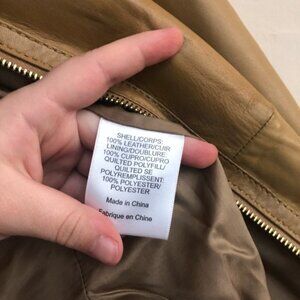 SHELL/CORPS:
100% LEATHER/CUIR
LINING/DOUBLURE
100% CUPRO/CUPRO
QUILTED POLYFILL/
QUILTED SE
POLYREMPLISSENT:
100% POLYESTER/
POLYESTER
Made in China
Fabrique en Chine